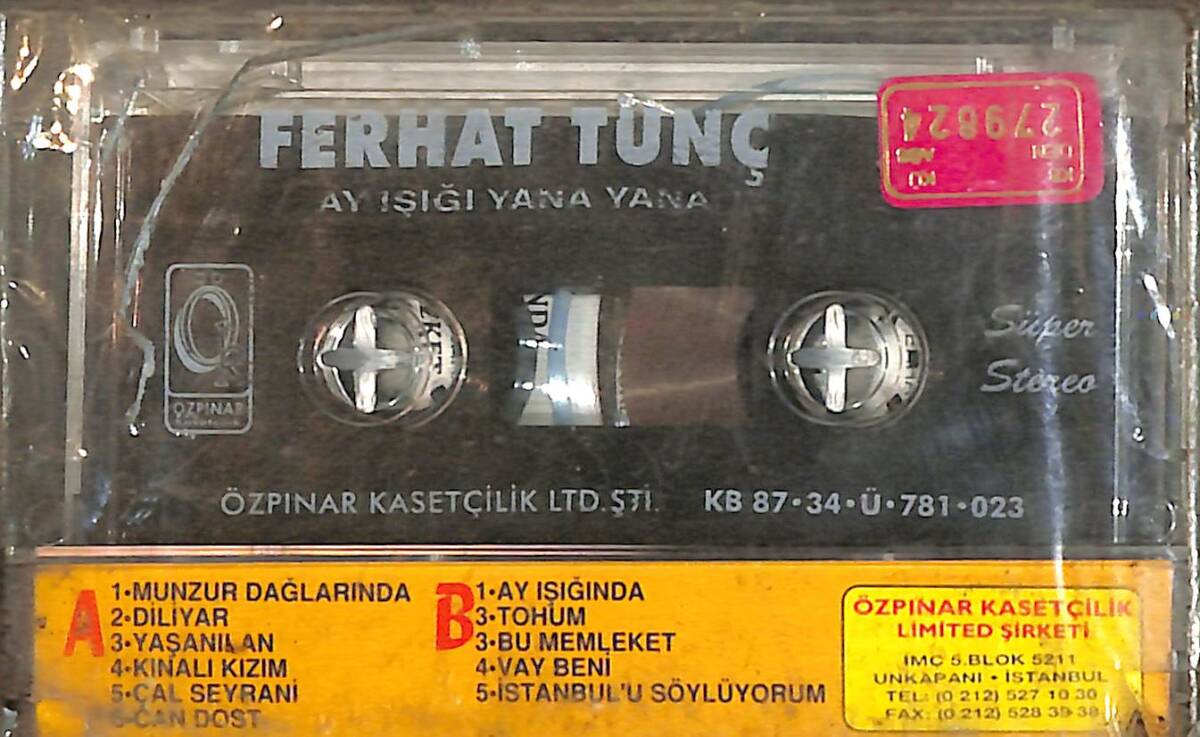 FERHAT TUNÇ
AY IŞIĞI YANA YANA
279824
ÖZPINAR
Süper
Stereo
ÖZPINAR KASETÇİLİK LTD. ŞTİ. KB 87·34·Ü·781·023
A
1·MUNZUR DAĞLARINDA
2·DİLİYAR
3·YAŞANILAN
4·KINALI KIZIM
5·ÇAL SEYRANİ
6·CAN DOST
B
1·AY IŞIĞINDA
3·TOHUM
3·BU MEMLEKET
4·VAY BENİ
5·İSTANBUL'U SÖYLÜYORUM
ÖZPINAR KASETÇİLİK
LİMİTED ŞİRKETİ
İMÇ 5.BLOK 5211
UNKAPANI • İSTANBUL
TEL: (0 212) 527 10 30
FAX: (0 212) 528 39 38